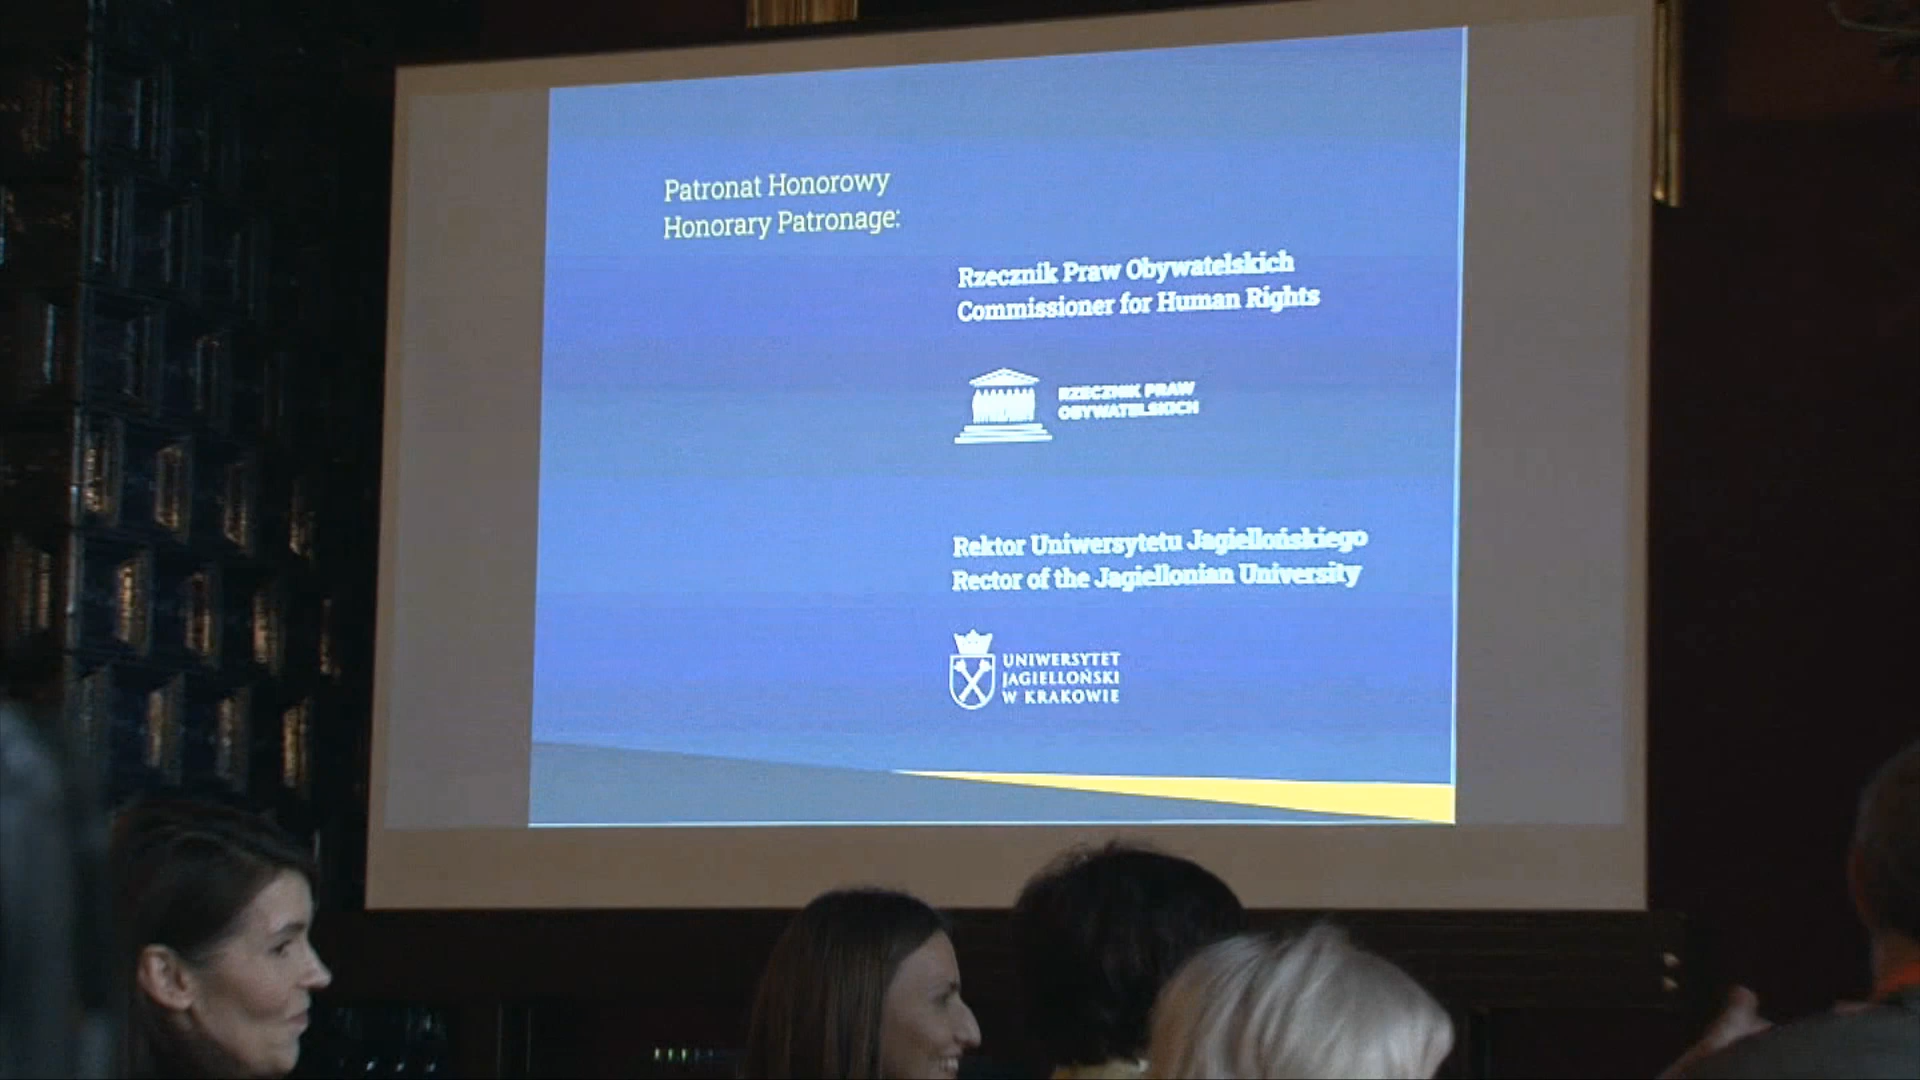 Patronat Honorowy
Honorary Patronage:
Rzecznik Praw Obywatelskich
Commissioner for Human Rights
RZECZNIK PRAW
OBYWATELSKICH
Rektor Uniwersytetu Jagiellońskiego
Rector of the Jagiellonian University
UNIWERSYTET
JAGIELLOŃSKI
W KRAKOWIE